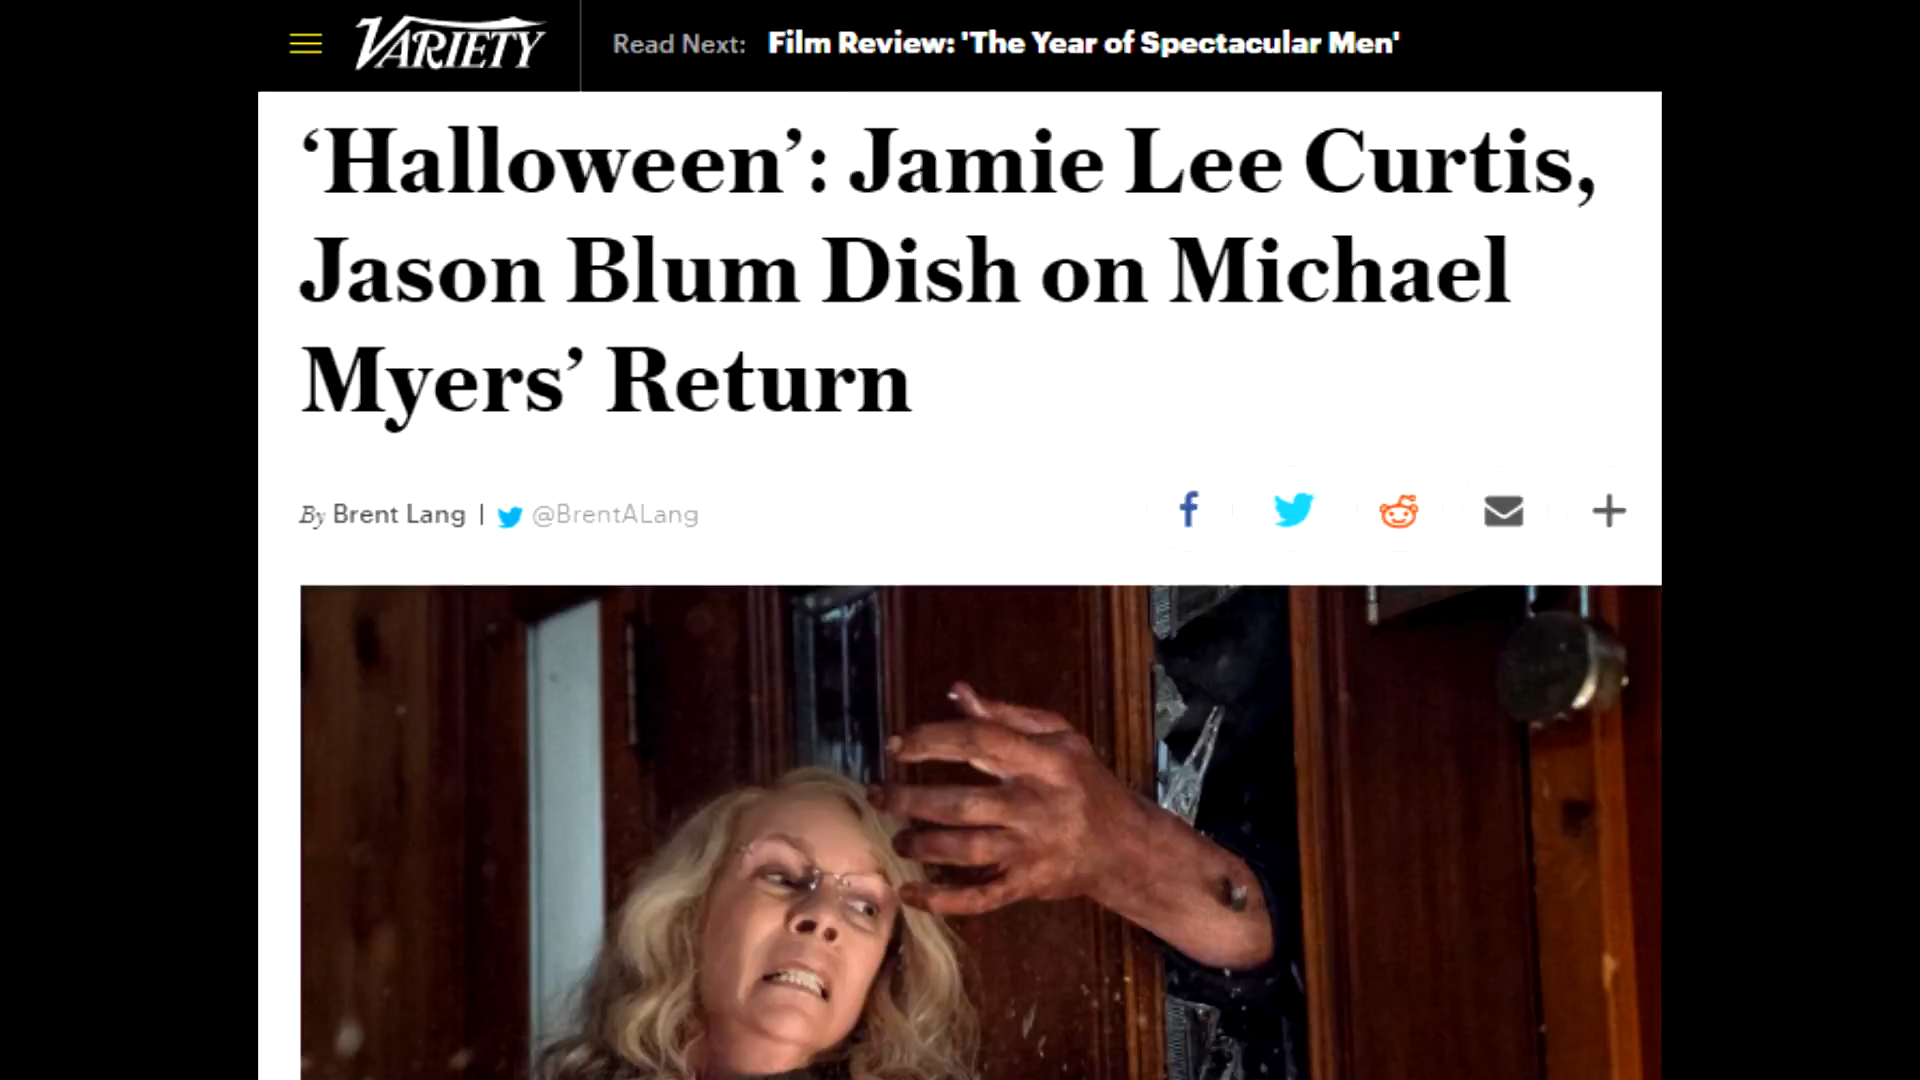 VARIETY
Read Next: Film Review: 'The Year of Spectacular Men'
‘Halloween’: Jamie Lee Curtis,
Jason Blum Dish on Michael
Myers’ Return
By Brent Lang | @BrentALang